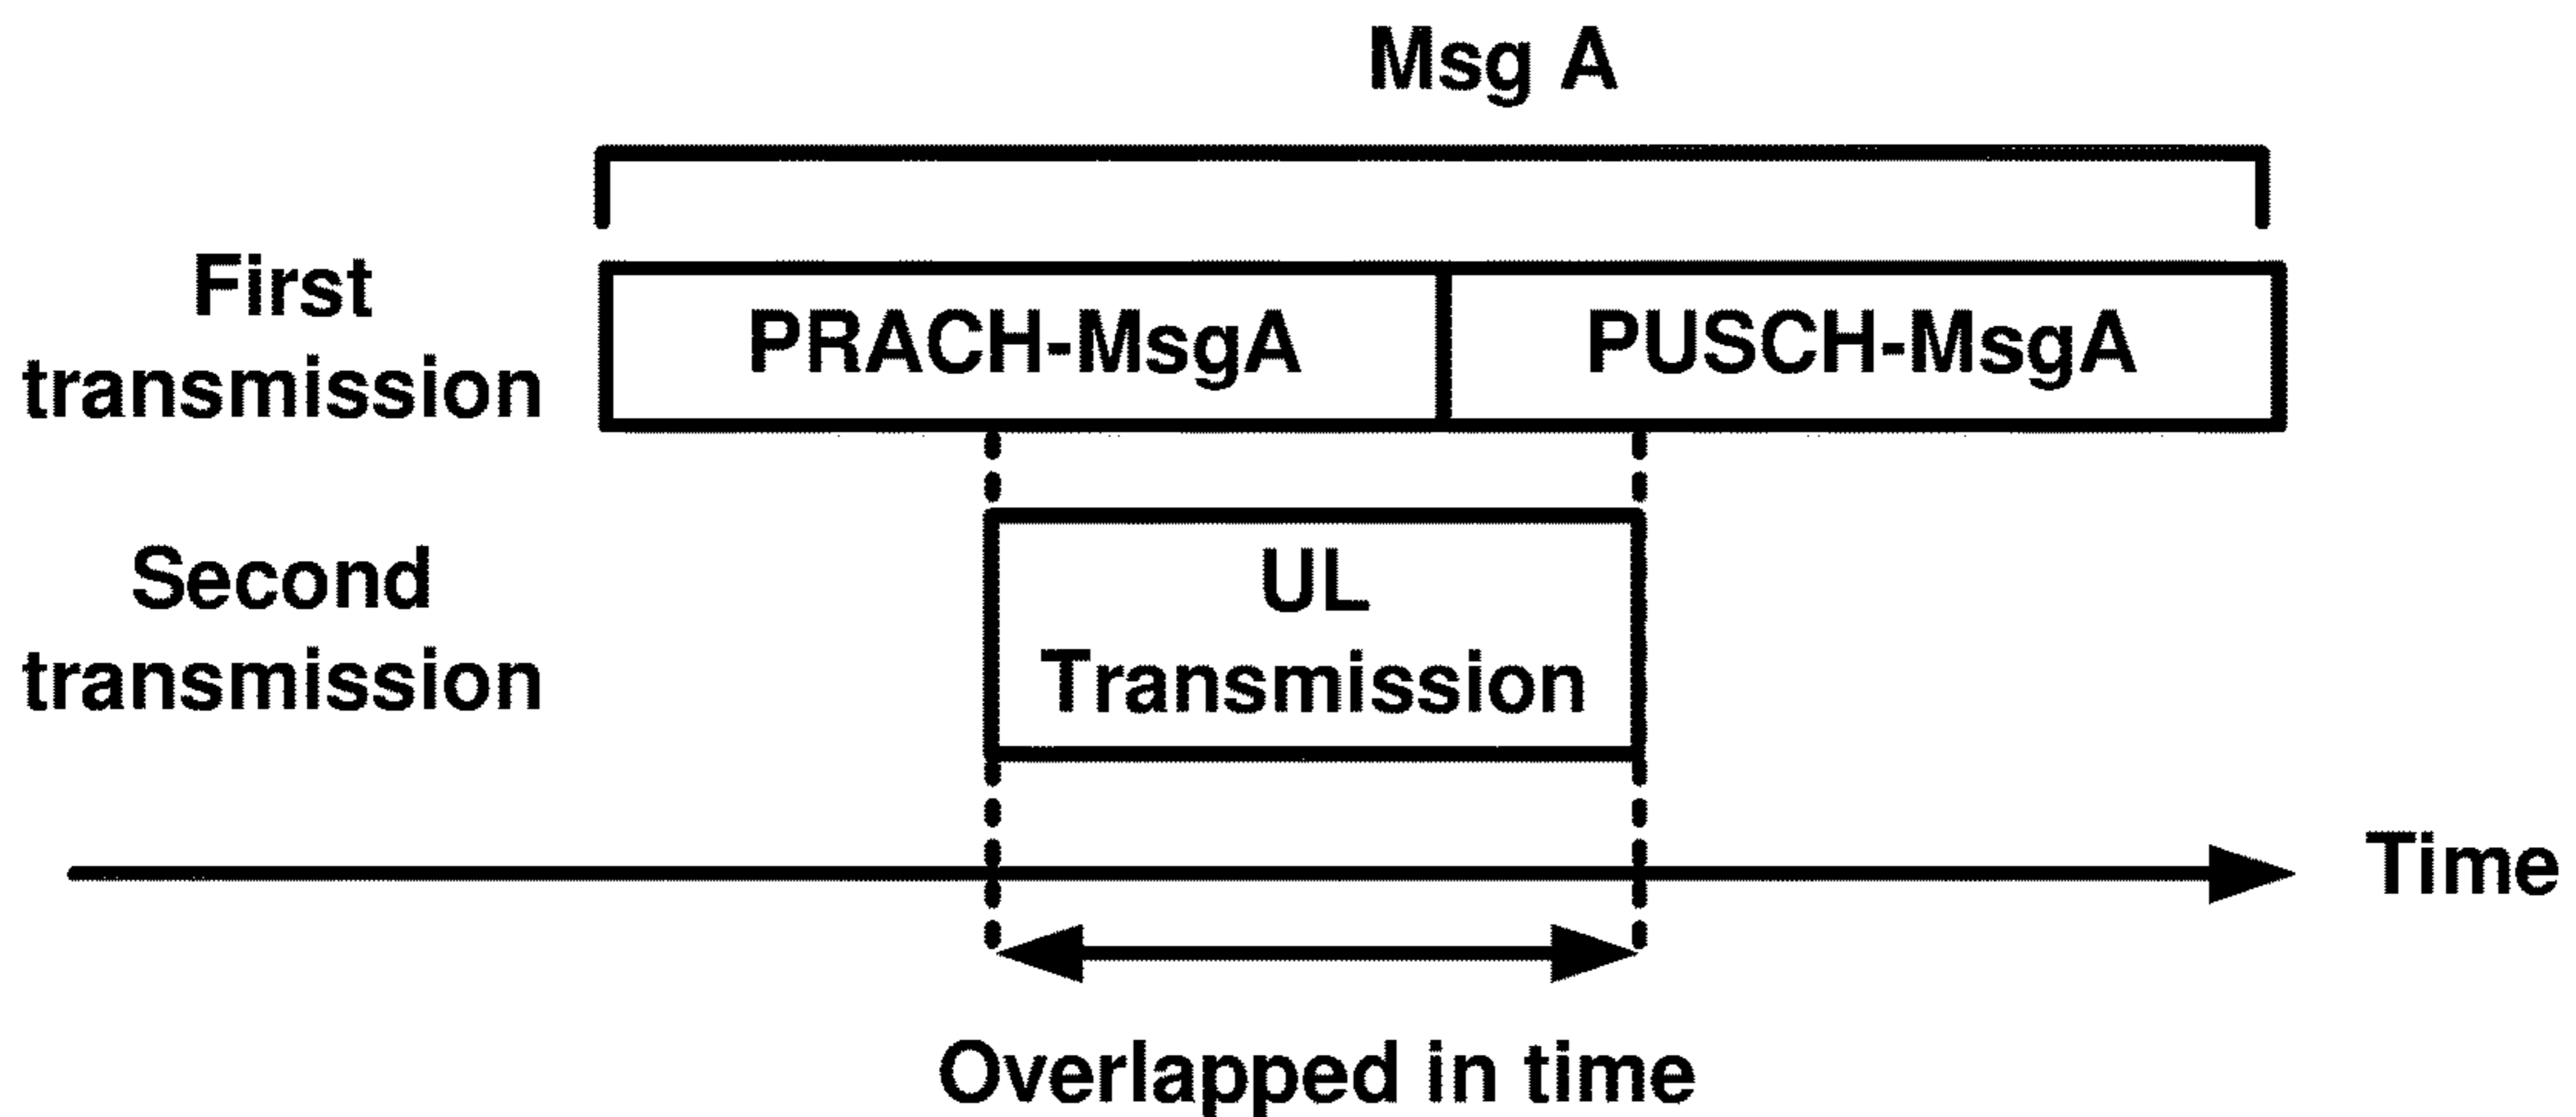 Msg A
First
transmission
PRACH-MsgA
PUSCH-MsgA
Second
transmission
UL
Transmission
Time
Overlapped in time